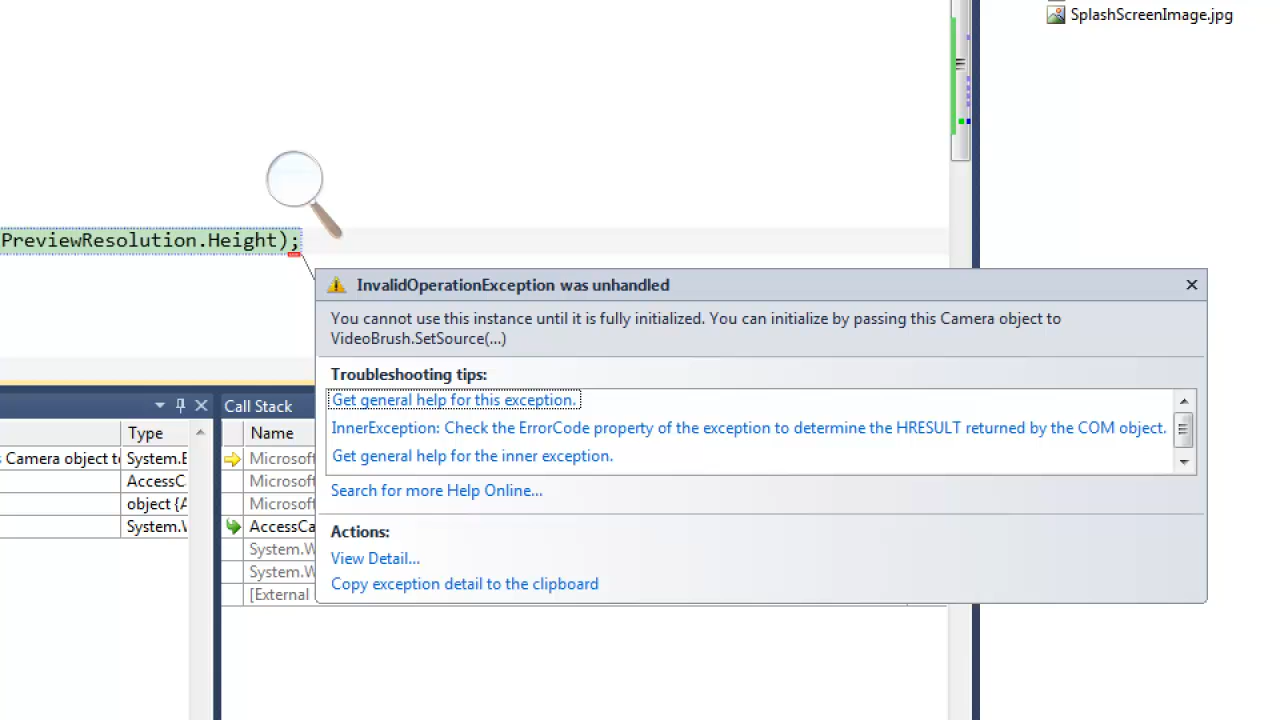 SplashScreenImage.jpg
PreviewResolution.Height);
InvalidOperationException was unhandled
You cannot use this instance until it is fully initialized. You can initialize by passing this Camera object to
VideoBrush.SetSource(...)
Troubleshooting tips:
Get general help for this exception.
InnerException: Check the ErrorCode property of the exception to determine the HRESULT returned by the COM object.
Get general help for the inner exception.
Search for more Help Online...
Actions:
View Detail...
Copy exception detail to the clipboard
Type
Camera object to
System.E
AccessC
object {A
System.W
Call Stack
Name
Microsoft
Microsoft
Microsoft
AccessCa
System.W
System.W
[External